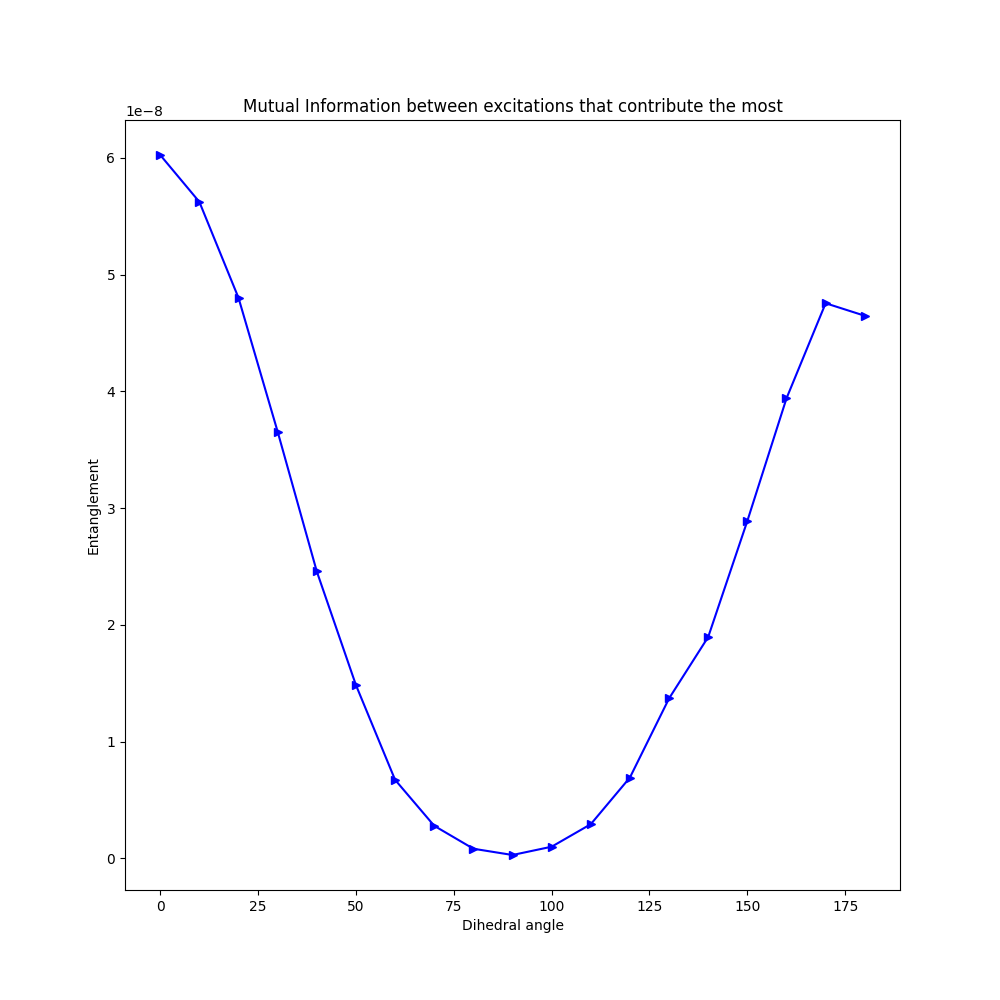 Mutual Information between excitations that contribute the most
1e−8
6
5
4
3
2
1
0
Entanglement
0 25 50 75 100 125 150 175
Dihedral angle